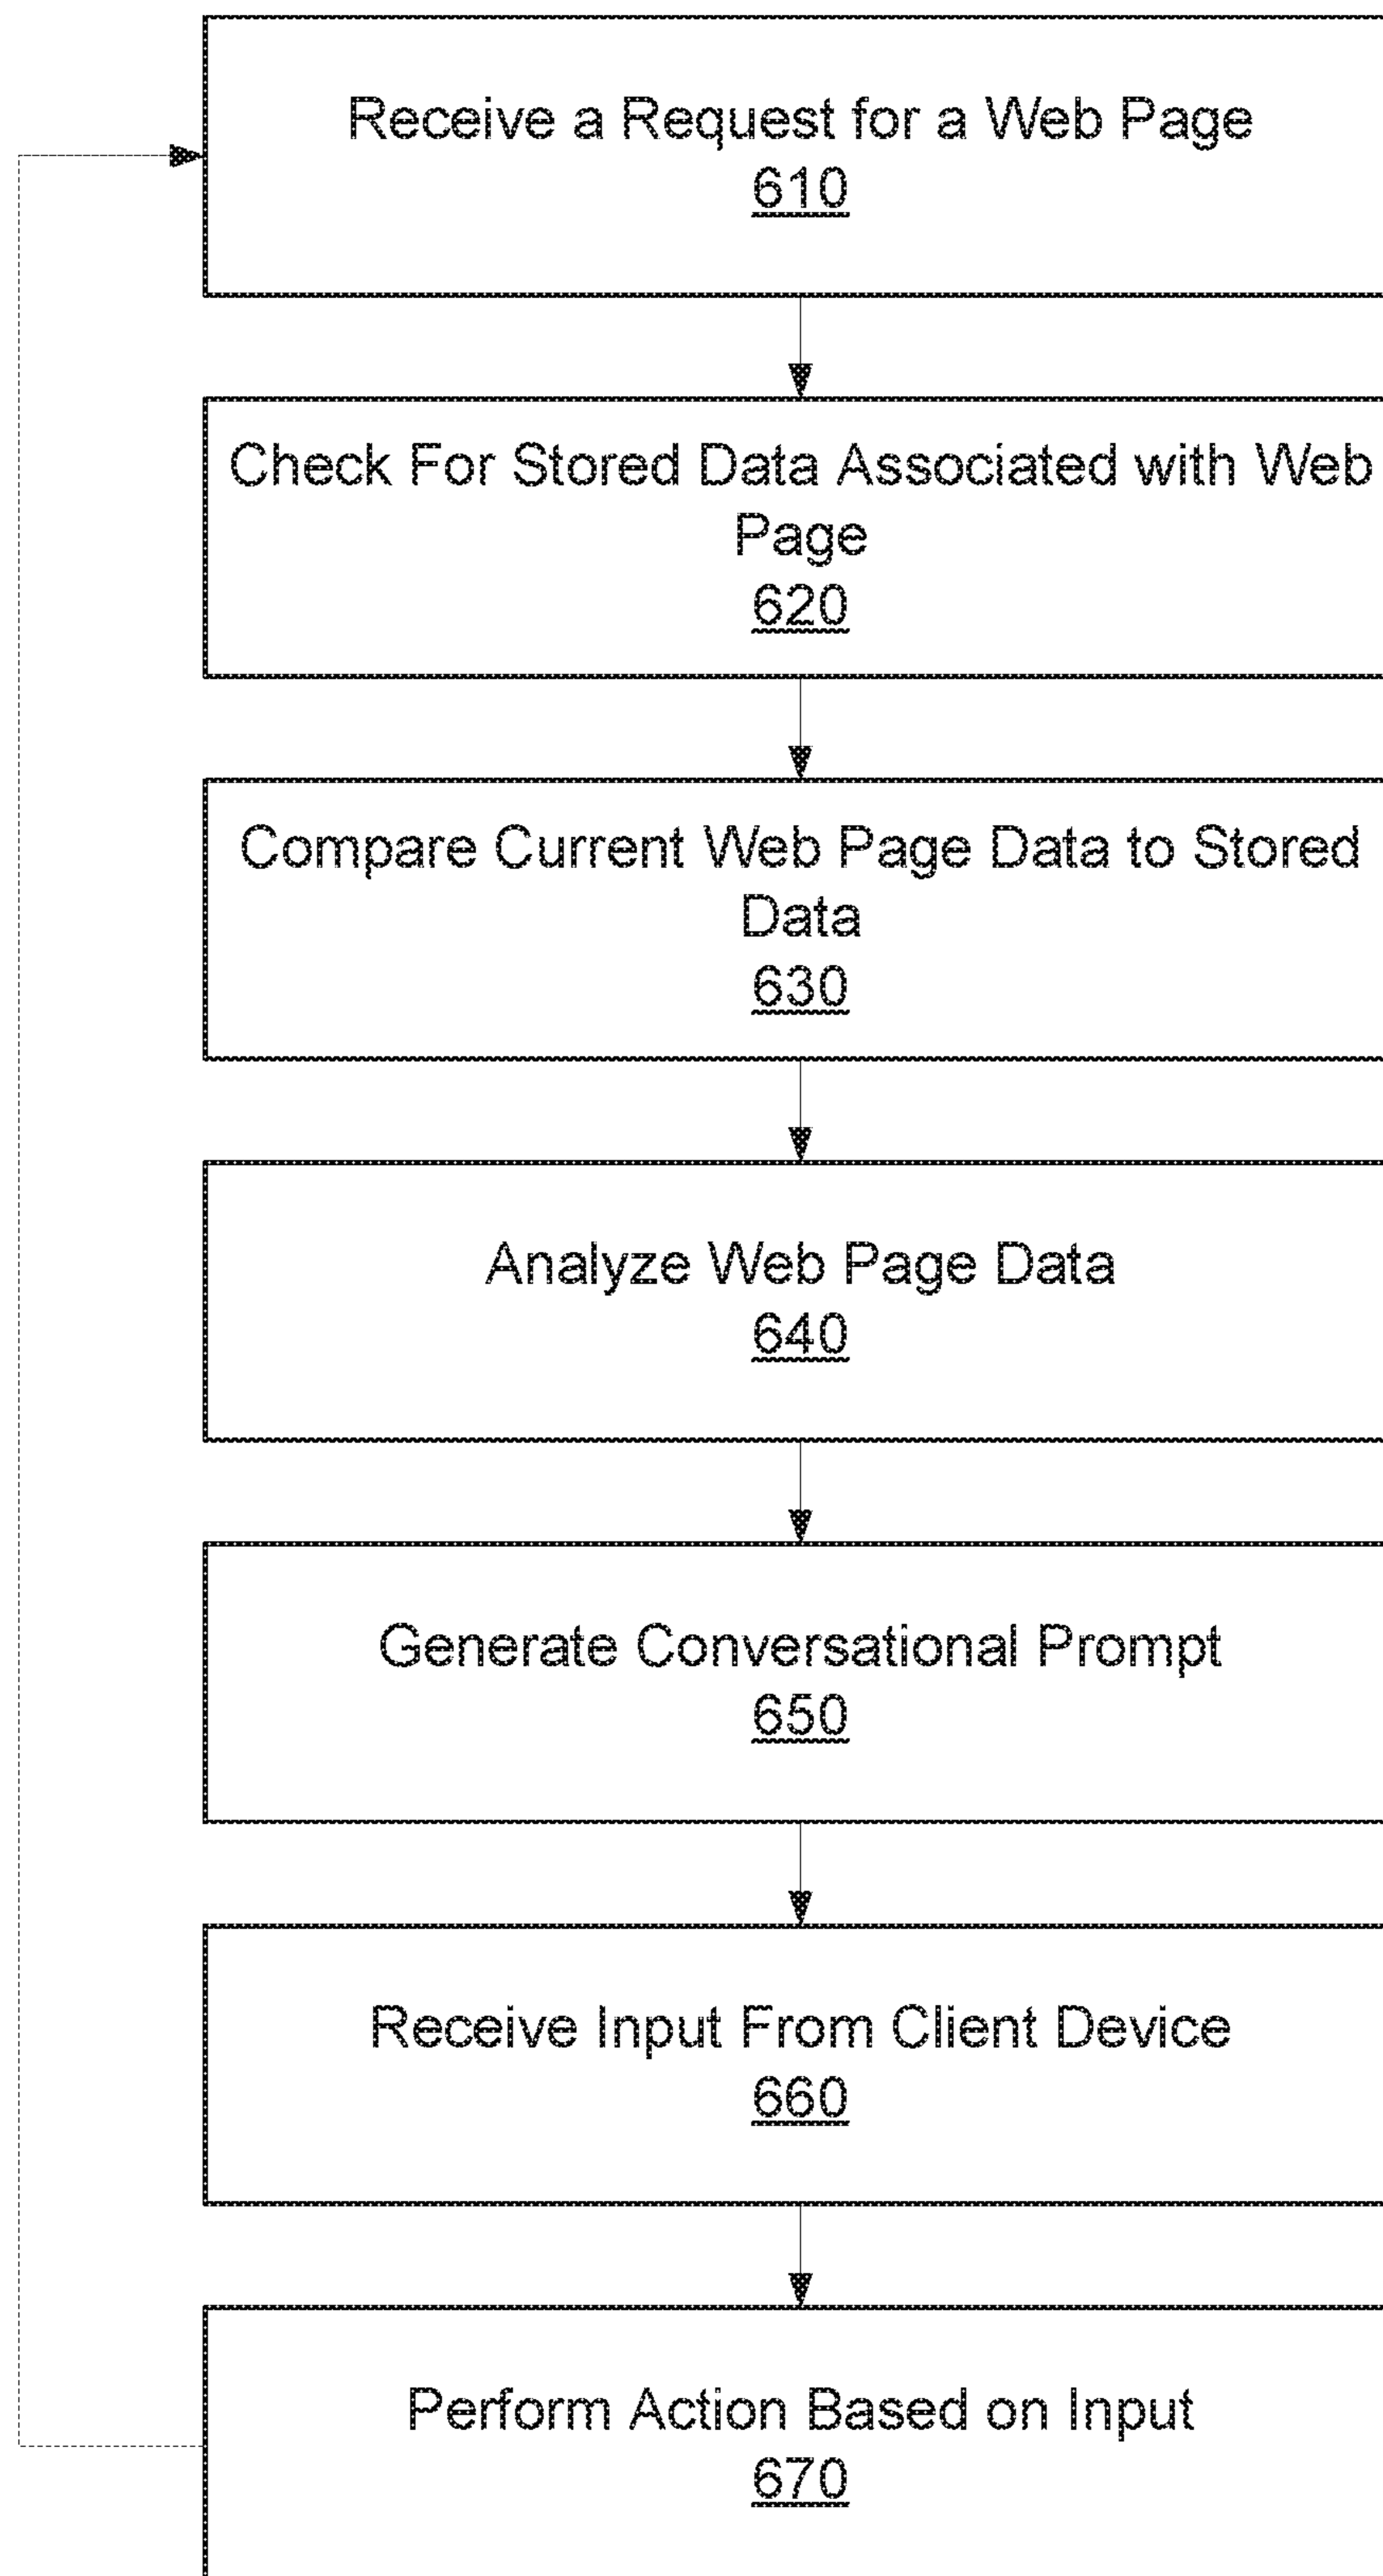 Receive a Request for a Web Page
610
Check For Stored Data Associated with Web
Page
620
Compare Current Web Page Data to Stored
Data
630
Analyze Web Page Data
640
Generate Conversational Prompt
650
Receive Input From Client Device
660
Perform Action Based on Input
670